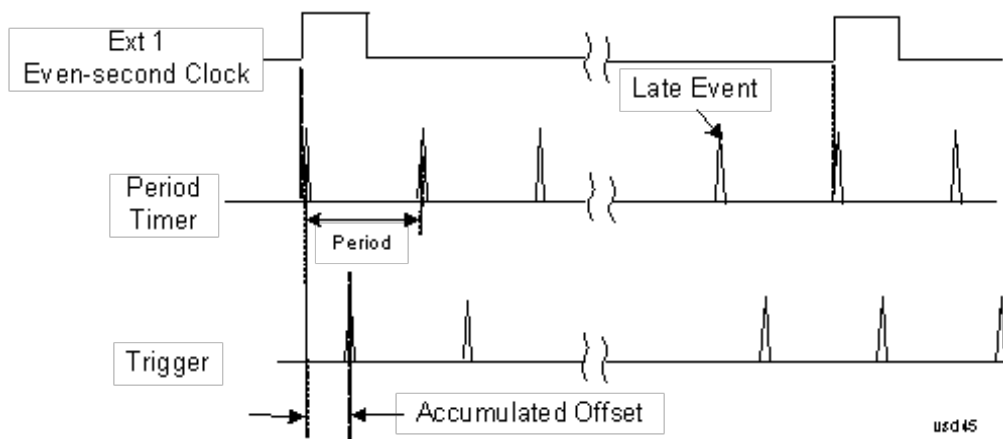 Ext 1
Even-second Clock
Late Event
Period
Timer
Period
Trigger
Accumulated Offset
usd45